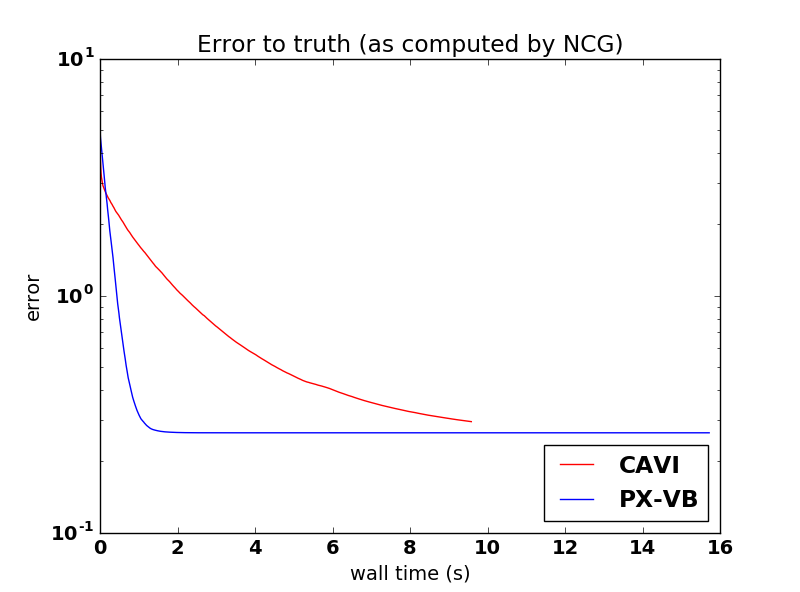 Error to truth (as computed by NCG)
10^1
10^0
10^-1
error
CAVI
PX-VB
0 2 4 6 8 10 12 14 16
wall time (s)